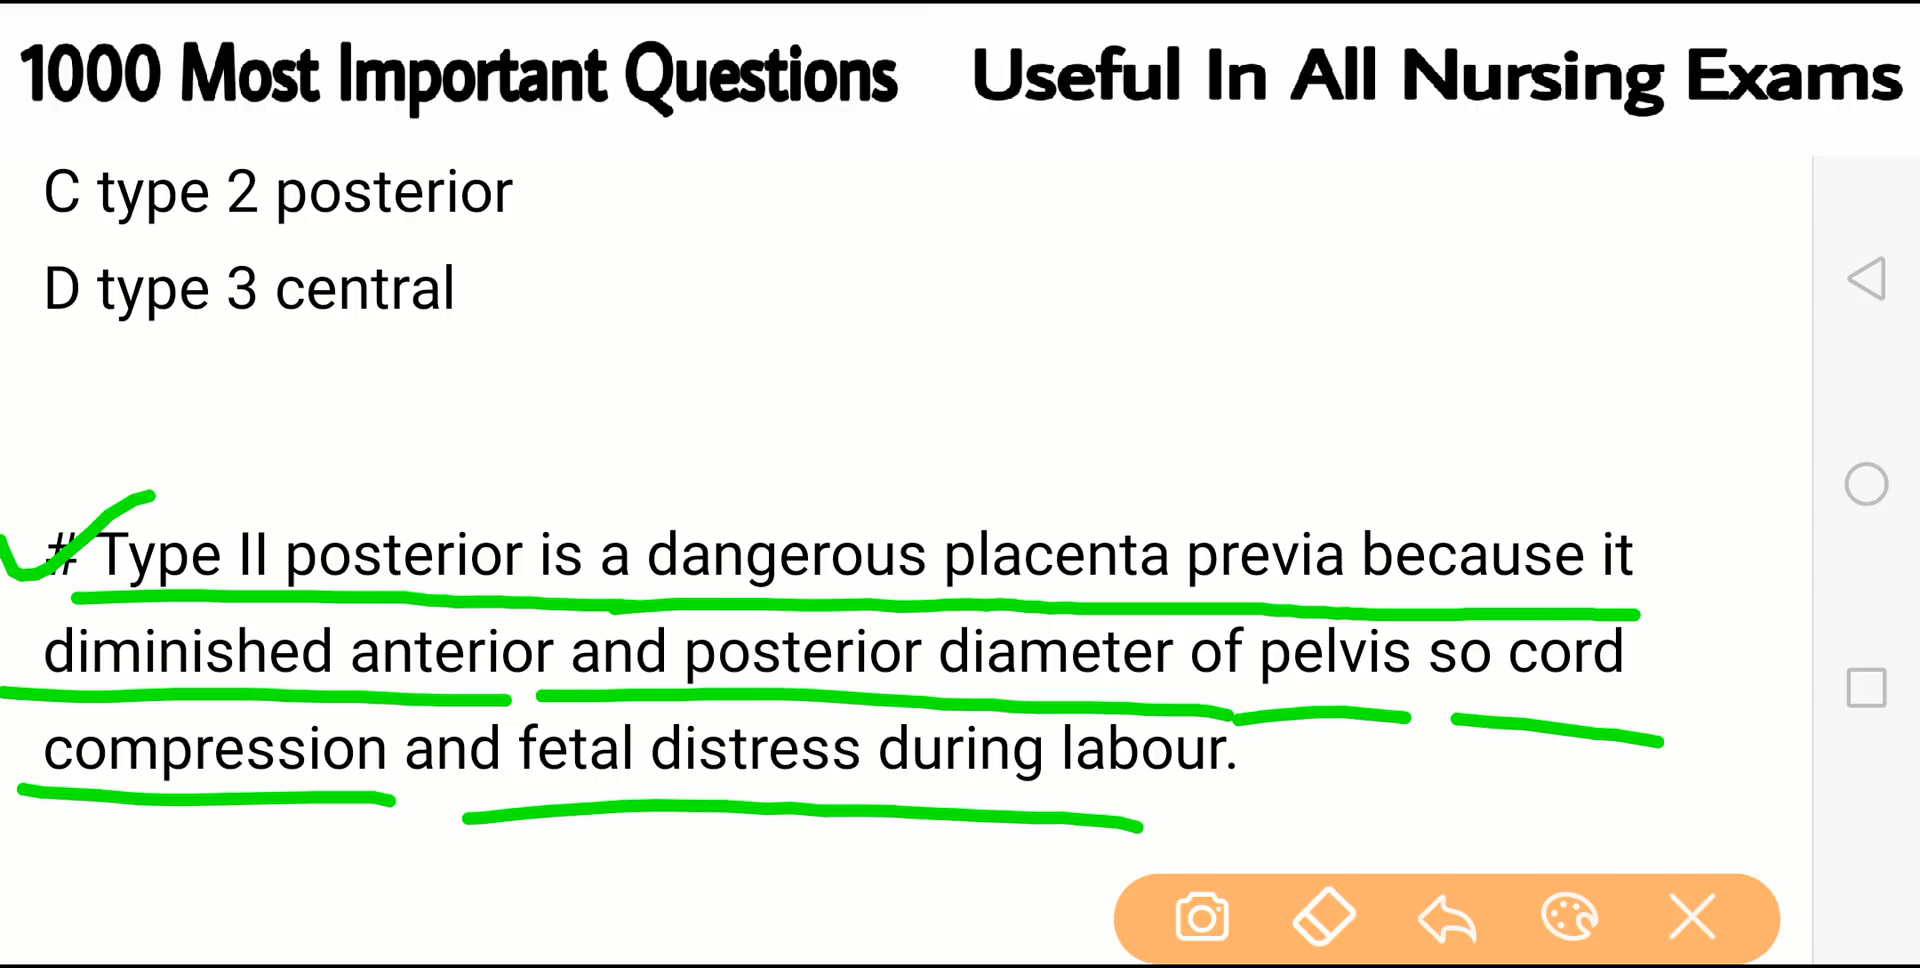 1000 Most Important Questions Useful In All Nursing Exams
C type 2 posterior
D type 3 central
# Type II posterior is a dangerous placenta previa because it
diminished anterior and posterior diameter of pelvis so cord
compression and fetal distress during labour.